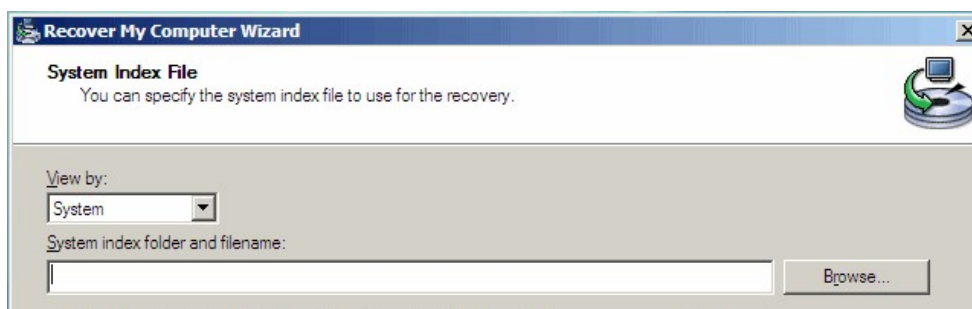 Recover My Computer Wizard
System Index File
You can specify the system index file to use for the recovery.
View by:
System
System index folder and filename:
Browse...